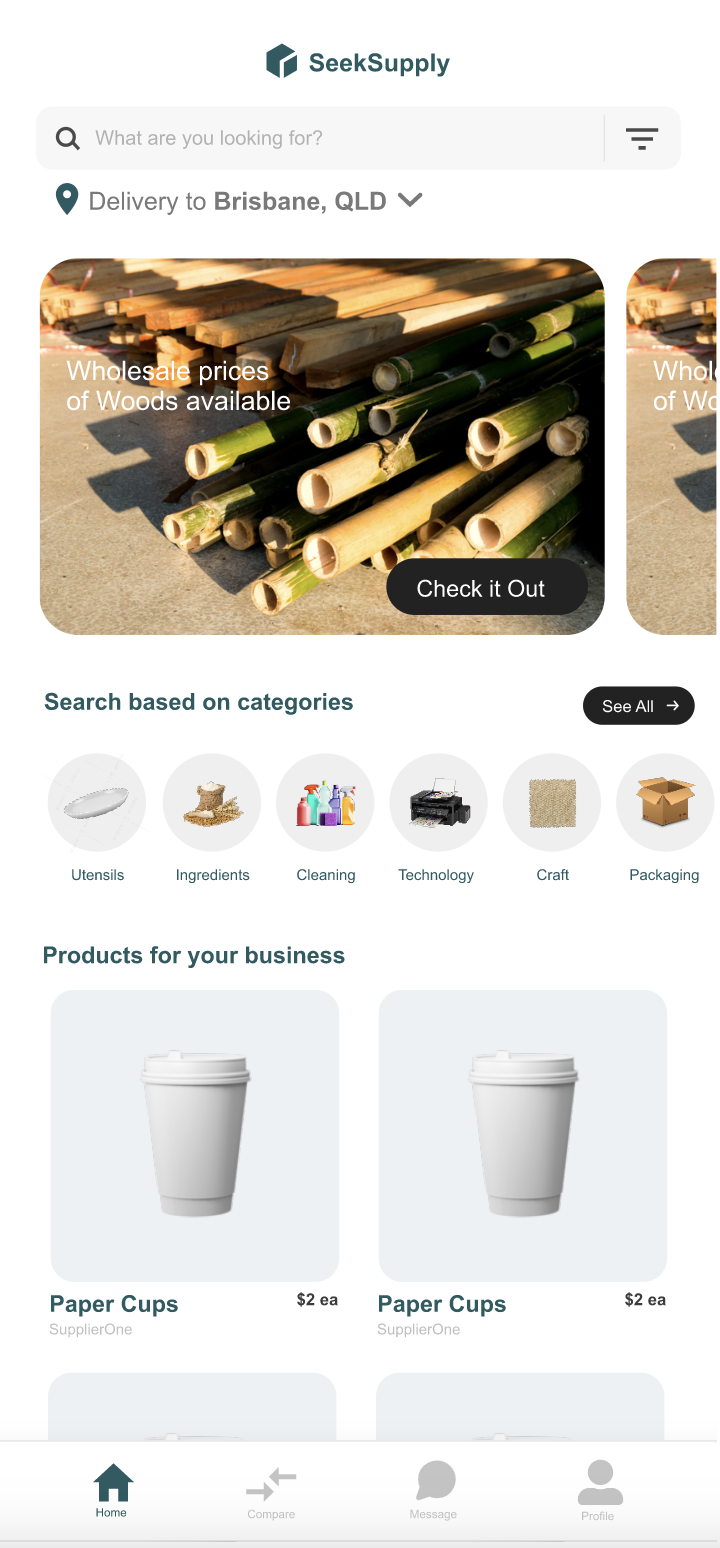 SeekSupply
What are you looking for?
Delivery to Brisbane, QLD
Wholesale prices
of Woods available
Check it Out
Whol
of Wo
Search based on categories
See All
Utensils
Ingredients
Cleaning
Technology
Craft
Packaging
Products for your business
Paper Cups
$2 ea
SupplierOne
Paper Cups
$2 ea
SupplierOne
Home
Compare
Message
Profile